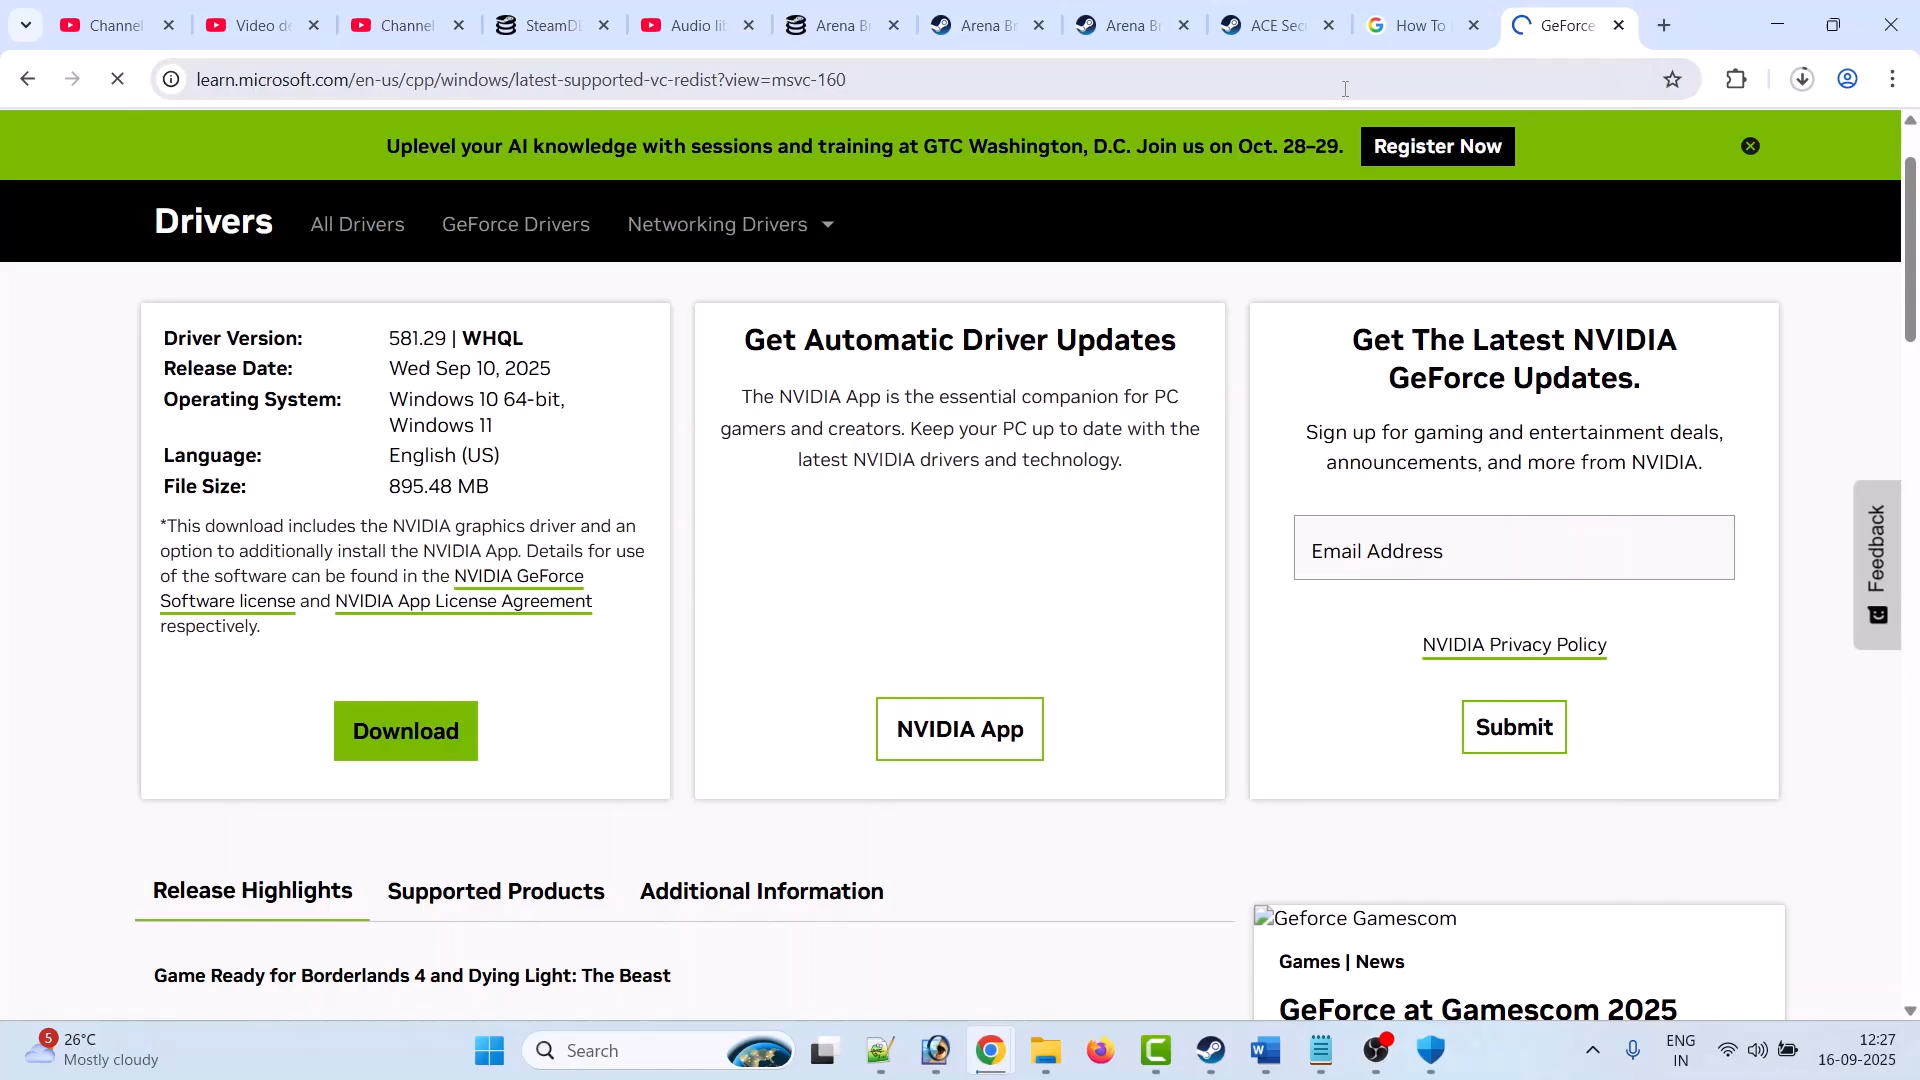 Channel
Video de
Channel
SteamDB
Audio lib
Arena Br
Arena Br
Arena Br
ACE Secu
How To
GeForce
learn.microsoft.com/en-us/cpp/windows/latest-supported-vc-redist?view=msvc-160
Uplevel your AI knowledge with sessions and training at GTC Washington, D.C. Join us on Oct. 28–29.
Register Now
Drivers
All Drivers
GeForce Drivers
Networking Drivers
Driver Version: 581.29 | WHQL
Release Date: Wed Sep 10, 2025
Operating System: Windows 10 64-bit,
Windows 11
Language: English (US)
File Size: 895.48 MB
*This download includes the NVIDIA graphics driver and an
option to additionally install the NVIDIA App. Details for use
of the software can be found in the NVIDIA GeForce
Software license and NVIDIA App License Agreement
respectively.
Download
Get Automatic Driver Updates
The NVIDIA App is the essential companion for PC
gamers and creators. Keep your PC up to date with the
latest NVIDIA drivers and technology.
NVIDIA App
Get The Latest NVIDIA
GeForce Updates.
Sign up for gaming and entertainment deals,
announcements, and more from NVIDIA.
Email Address
NVIDIA Privacy Policy
Submit
Feedback
Release Highlights
Supported Products
Additional Information
Game Ready for Borderlands 4 and Dying Light: The Beast
Geforce Gamescom
Games | News
GeForce at Gamescom 2025
5
26°C
Mostly cloudy
Search
ENG
IN
12:27
16-09-2025